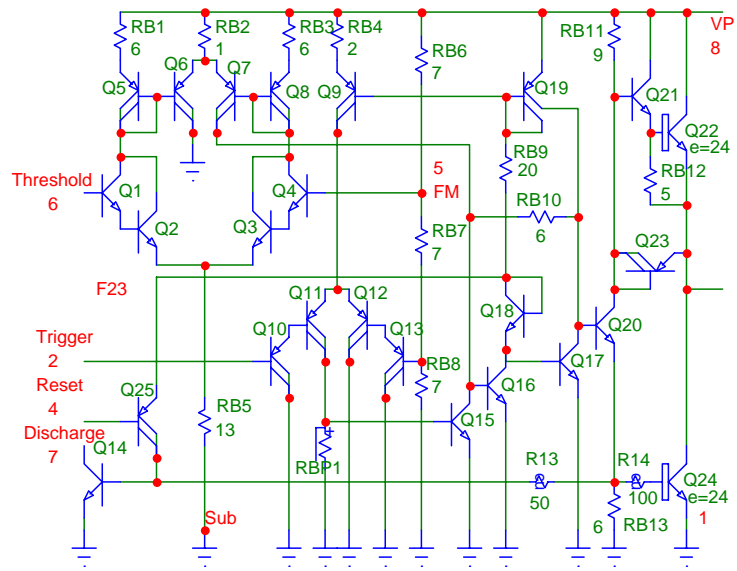 RB1
6
RB2
1
RB3
6
RB4
2
RB6
7
RB11
9
VP
8
Q5
Q6
Q7
Q8
Q9
Q19
Q21
Q22
e=24
RB9
20
RB12
5
Threshold
6
Q1
Q2
Q3
Q4
5
FM
RB10
6
RB7
7
Q23
F23
Q11
Q12
Q18
Q20
Trigger
2
Q10
Q13
Q17
Reset
4
Q25
RB8
7
Q16
Discharge
7
Q14
RB5
13
RBP1
+
Q15
R13
50
R14
100
Q24
e=24
1
Sub
6
RB13